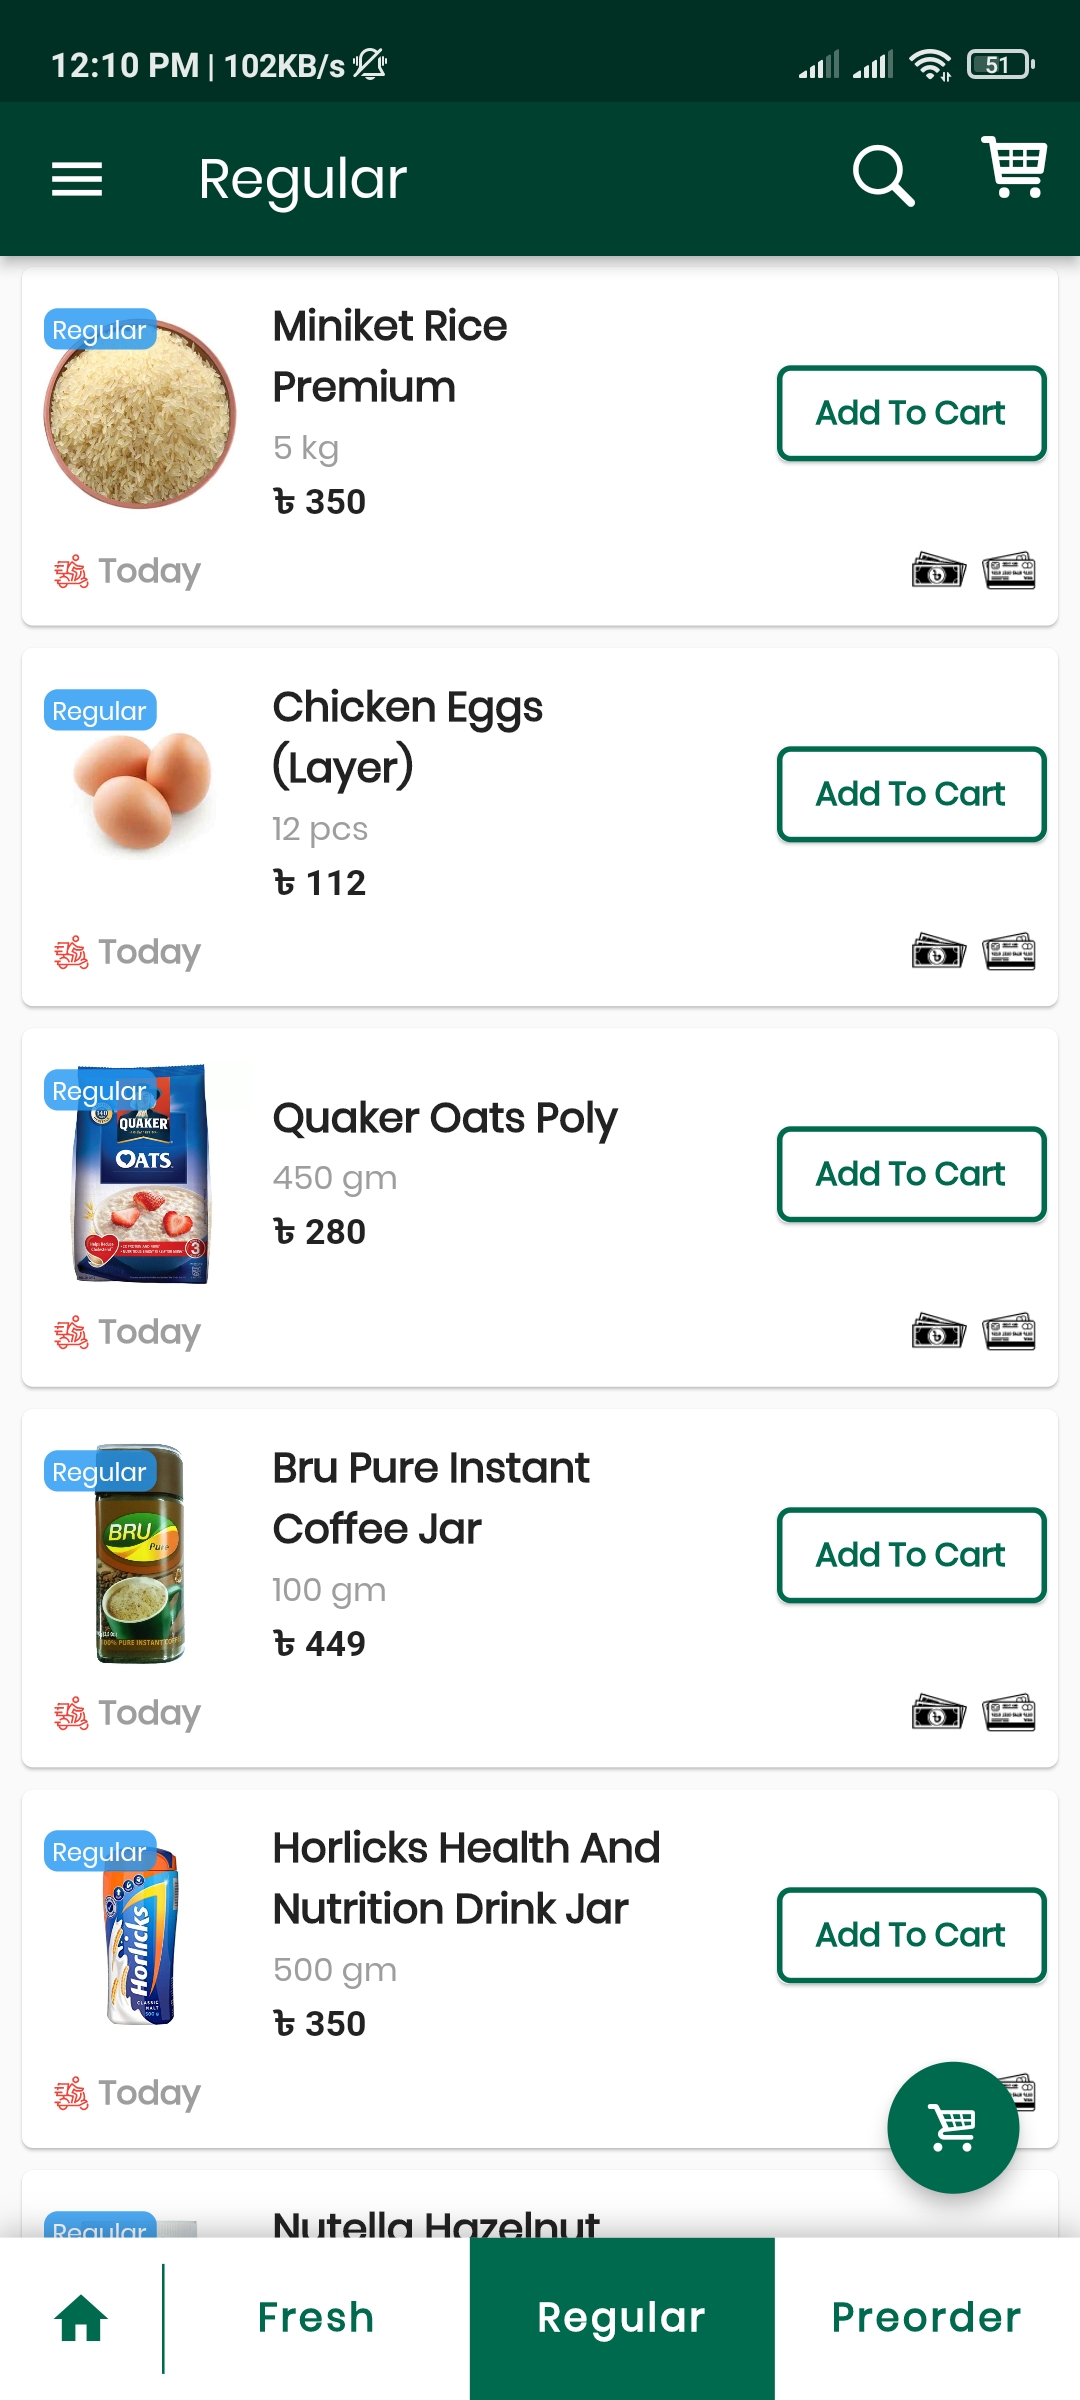 12:10 PM | 102KB/s
51
Regular
Regular
Miniket Rice
Premium
5 kg
৳ 350
Add To Cart
Today
Regular
Chicken Eggs
(Layer)
12 pcs
৳ 112
Add To Cart
Today
Regular
QUAKER
OATS
3
Quaker Oats Poly
450 gm
৳ 280
Add To Cart
Today
Regular
BRU
Pure
Bru Pure Instant
Coffee Jar
100 gm
৳ 449
Add To Cart
Today
Regular
Horlicks
CLASSIC
MALT
Horlicks Health And
Nutrition Drink Jar
500 gm
৳ 350
Add To Cart
Today
Regular
Nutella Hazelnut
Fresh
Regular
Preorder